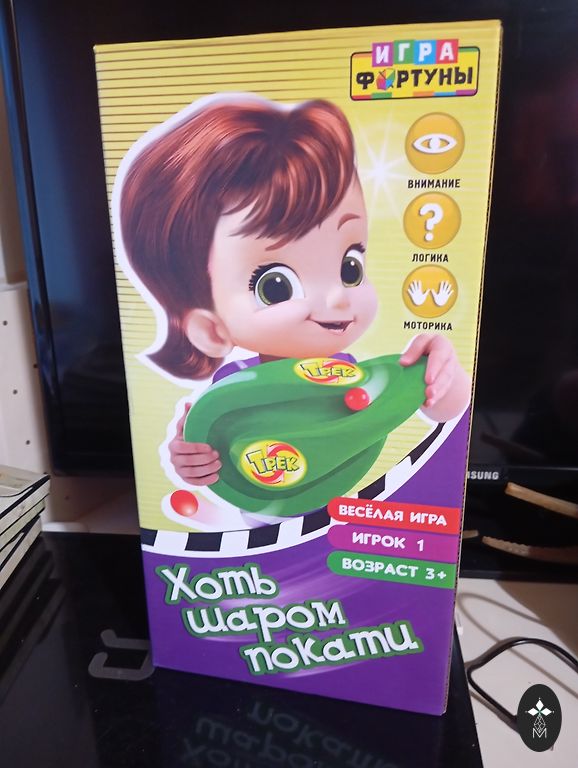 ИГРА
ФОРТУНЫ
ВНИМАНИЕ
ЛОГИКА
МОТОРИКА
ТРЕК
ТРЕК
SAMSUNG
ВЕСЁЛАЯ ИГРА
ИГРОК 1
ВОЗРАСТ 3+
Хоть
шаром
покати